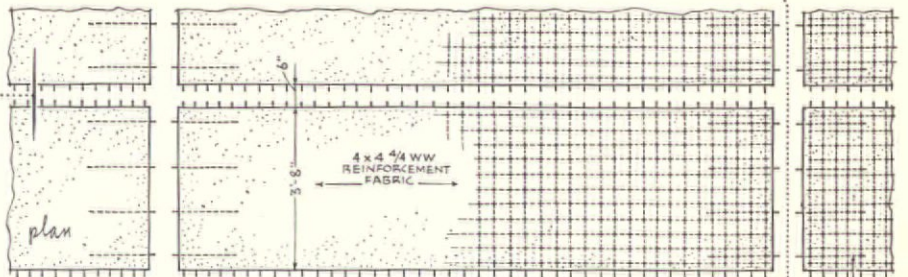 6"
4 x 4 4/4 WW
REINFORCEMENT
FABRIC
3'-8"
plan